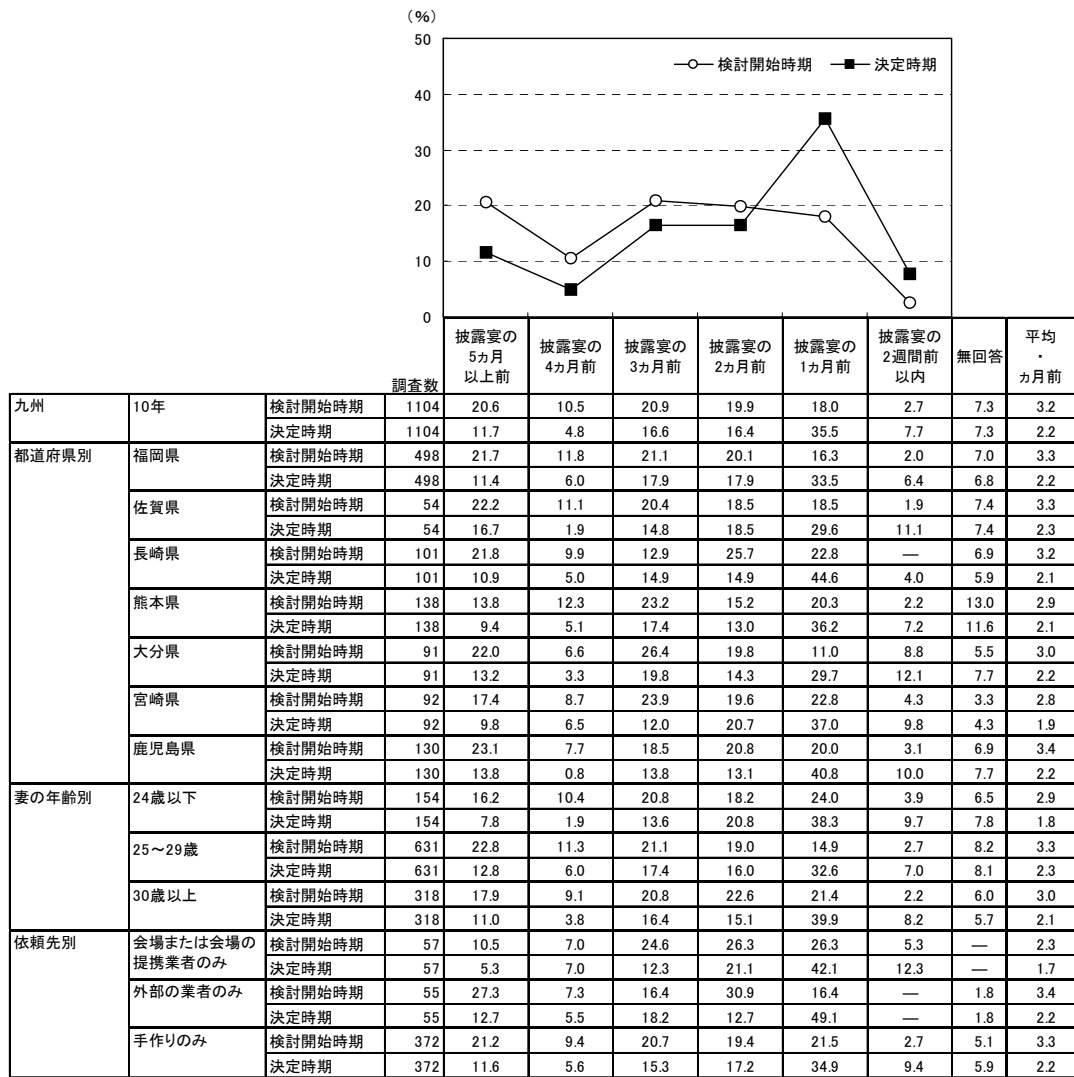 （％）
50
40
30
20
10
0
検討開始時期 決定時期
調査数 披露宴の5ヵ月以上前 披露宴の4ヵ月前 披露宴の3ヵ月前 披露宴の2ヵ月前 披露宴の1ヵ月前 披露宴の2週間前以内 無回答 平均・ヵ月前
九州 10年 検討開始時期 1104 20.6 10.5 20.9 19.9 18.0 2.7 7.3 3.2
決定時期 1104 11.7 4.8 16.6 16.4 35.5 7.7 7.3 2.2
都道府県別 福岡県 検討開始時期 498 21.7 11.8 21.1 20.1 16.3 2.0 7.0 3.3
決定時期 498 11.4 6.0 17.9 17.9 33.5 6.4 6.8 2.2
佐賀県 検討開始時期 54 22.2 11.1 20.4 18.5 18.5 1.9 7.4 3.3
決定時期 54 16.7 1.9 14.8 18.5 29.6 11.1 7.4 2.3
長崎県 検討開始時期 101 21.8 9.9 12.9 25.7 22.8 — 6.9 3.2
決定時期 101 10.9 5.0 14.9 14.9 44.6 4.0 5.9 2.1
熊本県 検討開始時期 138 13.8 12.3 23.2 15.2 20.3 2.2 13.0 2.9
決定時期 138 9.4 5.1 17.4 13.0 36.2 7.2 11.6 2.1
大分県 検討開始時期 91 22.0 6.6 26.4 19.8 11.0 8.8 5.5 3.0
決定時期 91 13.2 3.3 19.8 14.3 29.7 12.1 7.7 2.2
宮崎県 検討開始時期 92 17.4 8.7 23.9 19.6 22.8 4.3 3.3 2.8
決定時期 92 9.8 6.5 12.0 20.7 37.0 9.8 4.3 1.9
鹿児島県 検討開始時期 130 23.1 7.7 18.5 20.8 20.0 3.1 6.9 3.4
決定時期 130 13.8 0.8 13.8 13.1 40.8 10.0 7.7 2.2
妻の年齢別 24歳以下 検討開始時期 154 16.2 10.4 20.8 18.2 24.0 3.9 6.5 2.9
決定時期 154 7.8 1.9 13.6 20.8 38.3 9.7 7.8 1.8
25～29歳 検討開始時期 631 22.8 11.3 21.1 19.0 14.9 2.7 8.2 3.3
決定時期 631 12.8 6.0 17.4 16.0 32.6 7.0 8.1 2.3
30歳以上 検討開始時期 318 17.9 9.1 20.8 22.6 21.4 2.2 6.0 3.0
決定時期 318 11.0 3.8 16.4 15.1 39.9 8.2 5.7 2.1
依頼先別 会場または会場の提携業者のみ 検討開始時期 57 10.5 7.0 24.6 26.3 26.3 5.3 — 2.3
決定時期 57 5.3 7.0 12.3 21.1 42.1 12.3 — 1.7
外部の業者のみ 検討開始時期 55 27.3 7.3 16.4 30.9 16.4 — 1.8 3.4
決定時期 55 12.7 5.5 18.2 12.7 49.1 — 1.8 2.2
手作りのみ 検討開始時期 372 21.2 9.4 20.7 19.4 21.5 2.7 5.1 3.3
決定時期 372 11.6 5.6 15.3 17.2 34.9 9.4 5.9 2.2